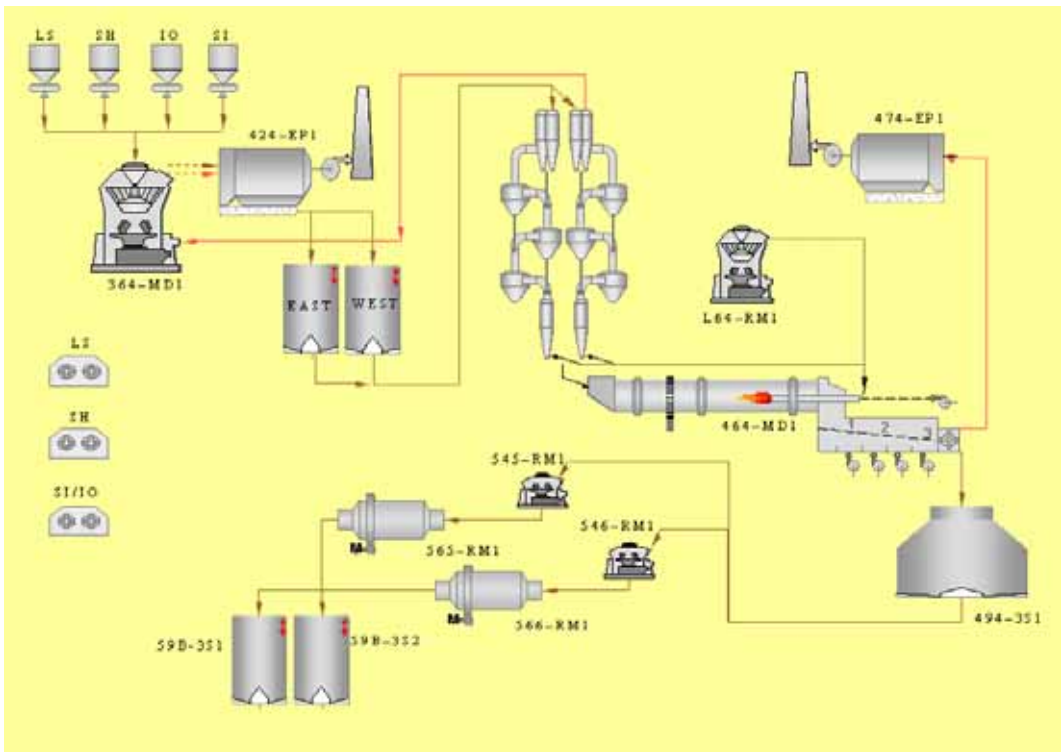 LS SH IO SI
424-EP1
474-EP1
364-MD1
EAST WEST
L64-RM1
LS
SH
SI/IO
464-MD1
1 2 3
545-RM1
546-RM1
565-RM1
566-RM1
494-3S1
59B-3S1
59B-3S2
M
M